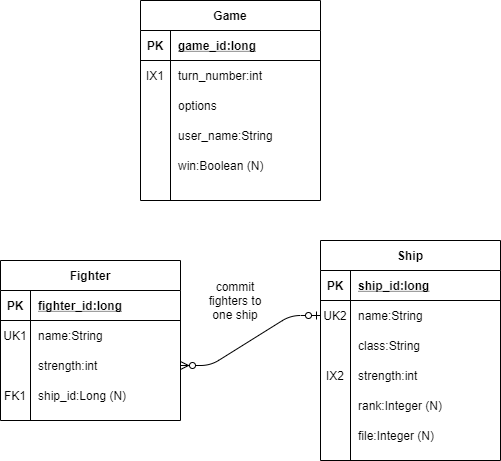 Game
PK game_id:long
IX1 turn_number:int
options
user_name:String
win:Boolean (N)
Fighter
PK fighter_id:long
UK1 name:String
strength:int
FK1 ship_id:Long (N)
commit
fighters to
one ship
Ship
PK ship_id:long
UK2 name:String
class:String
IX2 strength:int
rank:Integer (N)
file:Integer (N)